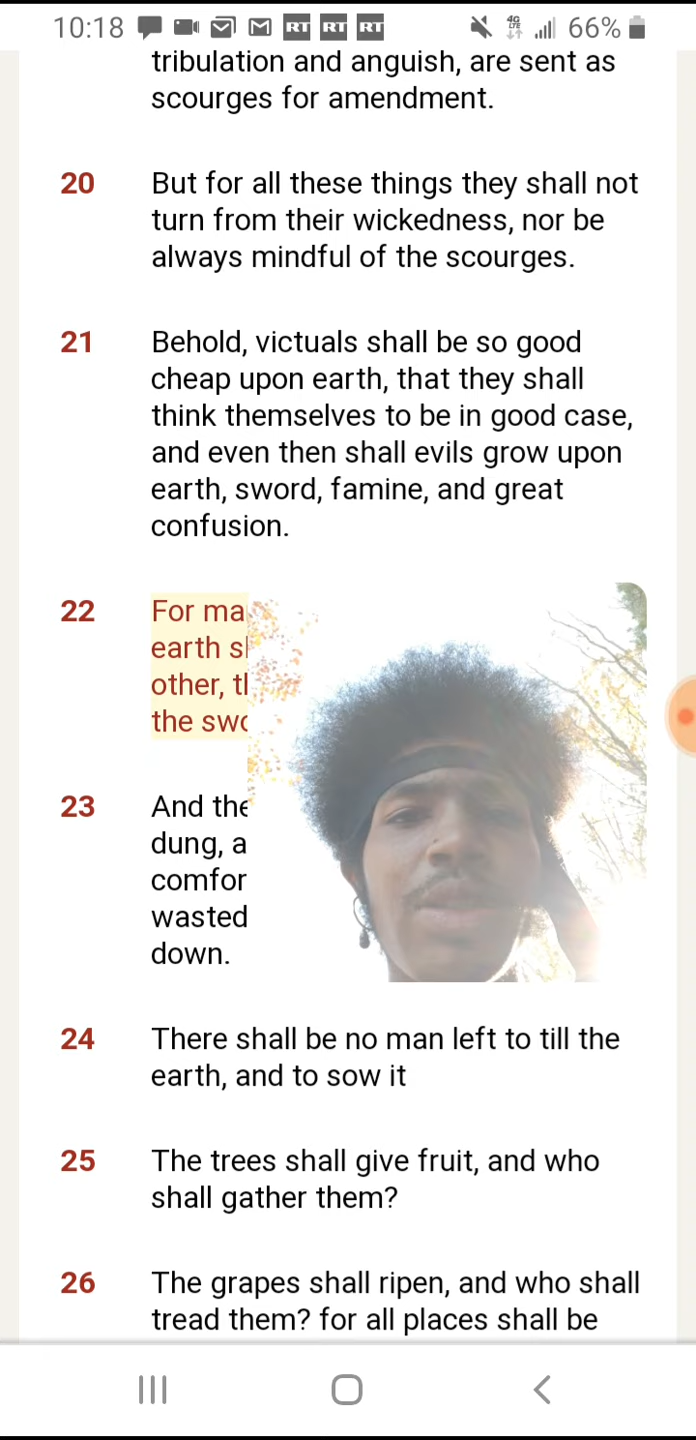 10:18 RT RT RT 4G LTE 66%
tribulation and anguish, are sent as
scourges for amendment.
20 But for all these things they shall not
turn from their wickedness, nor be
always mindful of the scourges.
21 Behold, victuals shall be so good
cheap upon earth, that they shall
think themselves to be in good case,
and even then shall evils grow upon
earth, sword, famine, and great
confusion.
22 For ma
earth
other,
the
23 And the
dung, a
comfor
wasted
down.
24 There shall be no man left to till the
earth, and to sow it
25 The trees shall give fruit, and who
shall gather them?
26 The grapes shall ripen, and who shall
tread them? for all places shall be